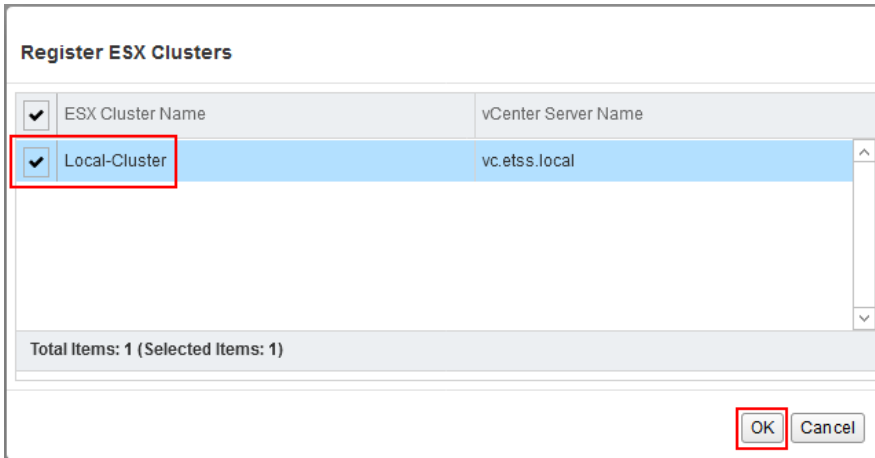 Register ESX Clusters
ESX Cluster Name vCenter Server Name
Local-Cluster vc.etss.local
Total Items: 1 (Selected Items: 1)
OK Cancel